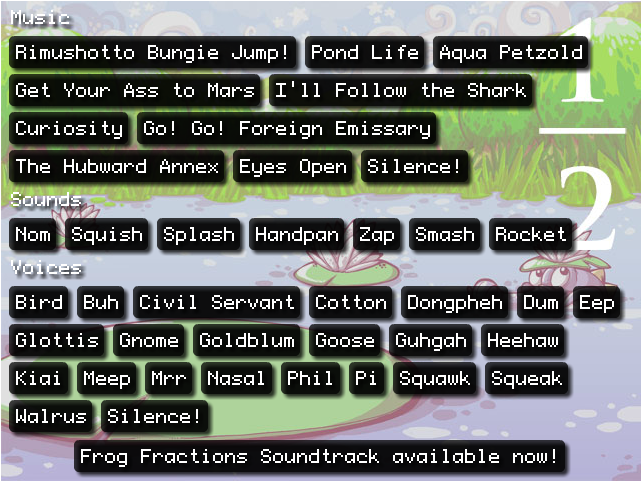 Music
Rimushotto Bungie Jump! Pond Life Aqua Petzold
Get Your Ass to Mars I'll Follow the Shark
Curiosity Go! Go! Foreign Emissary
The Hubward Annex Eyes Open Silence!
1
2
Sounds
Nom Squish Splash Handpan Zap Smash Rocket
Voices
Bird Buh Civil Servant Cotton Dongpheh Dum Eep
Glottis Gnome Goldblum Goose Guhgah Heehaw
Kiai Meep Mrr Nasal Phil Pi Squawk Squeak
Walrus Silence!
Frog Fractions Soundtrack available now!